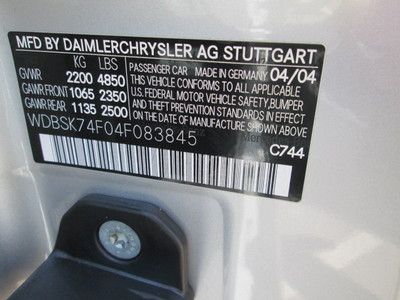 MFD BY DAIMLERCHRYSLER AG STUTTGART
KG LBS
PASSENGER CAR MADE IN GERMANY 04/04
GVWR 2200 4850
THIS VEHICLE CONFORMS TO ALL APPLICABLE
GAWR.FRONT 1065 2350
U.S. FEDERAL MOTOR VEHICLE SAFETY, BUMPER
GAWR.REAR 1135 2500
AND THEFT PREVENTION STANDARDS IN EFFECT
ON THE DATE OF MANUFACTURE SHOWN ABOVE
WDBSK74F04F083845
C744